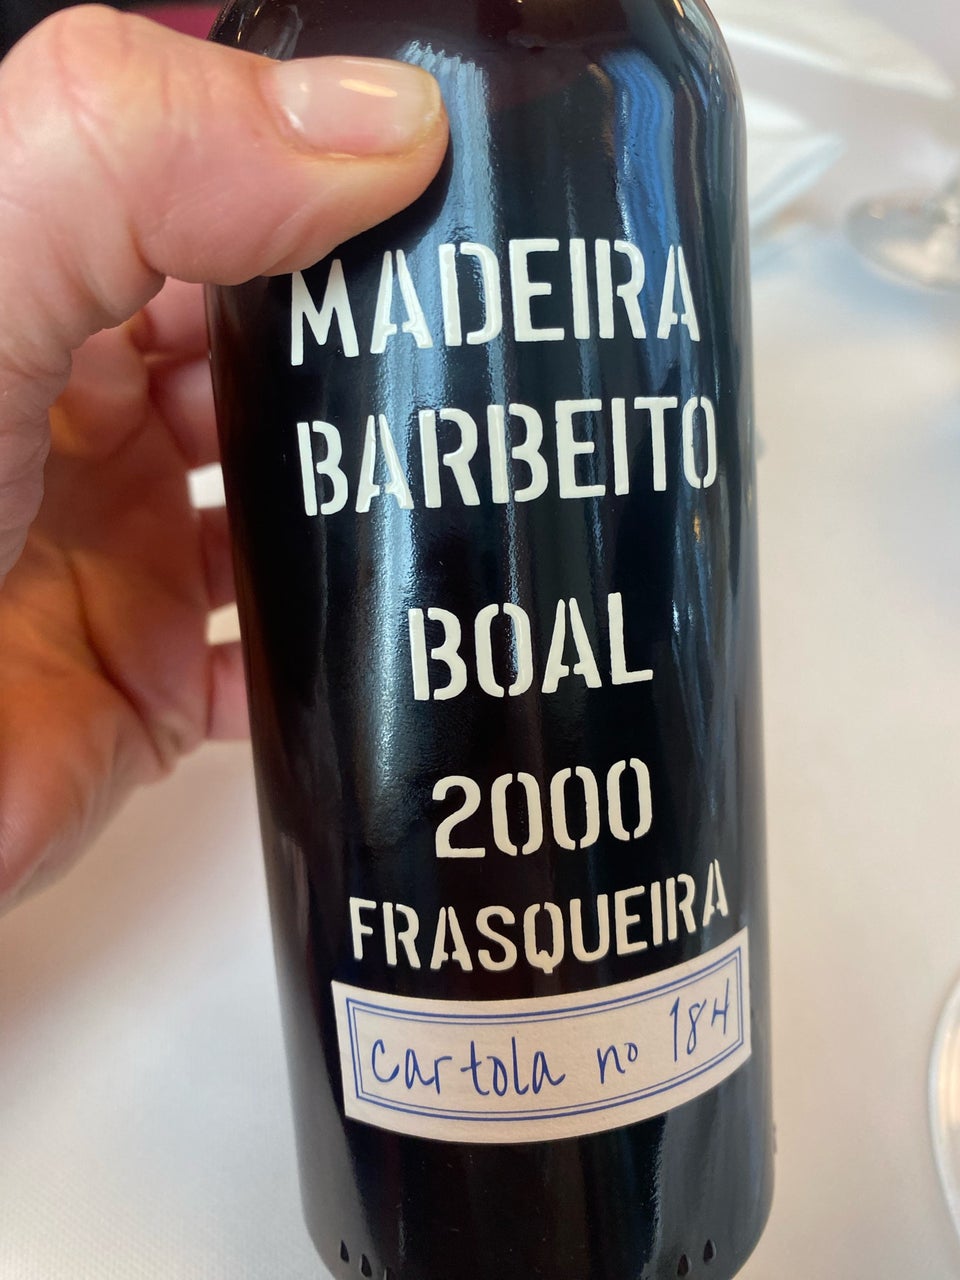 MADEIRA
BARBEITO
BOAL
2000
FRASQUEIRA
cartola nº 184